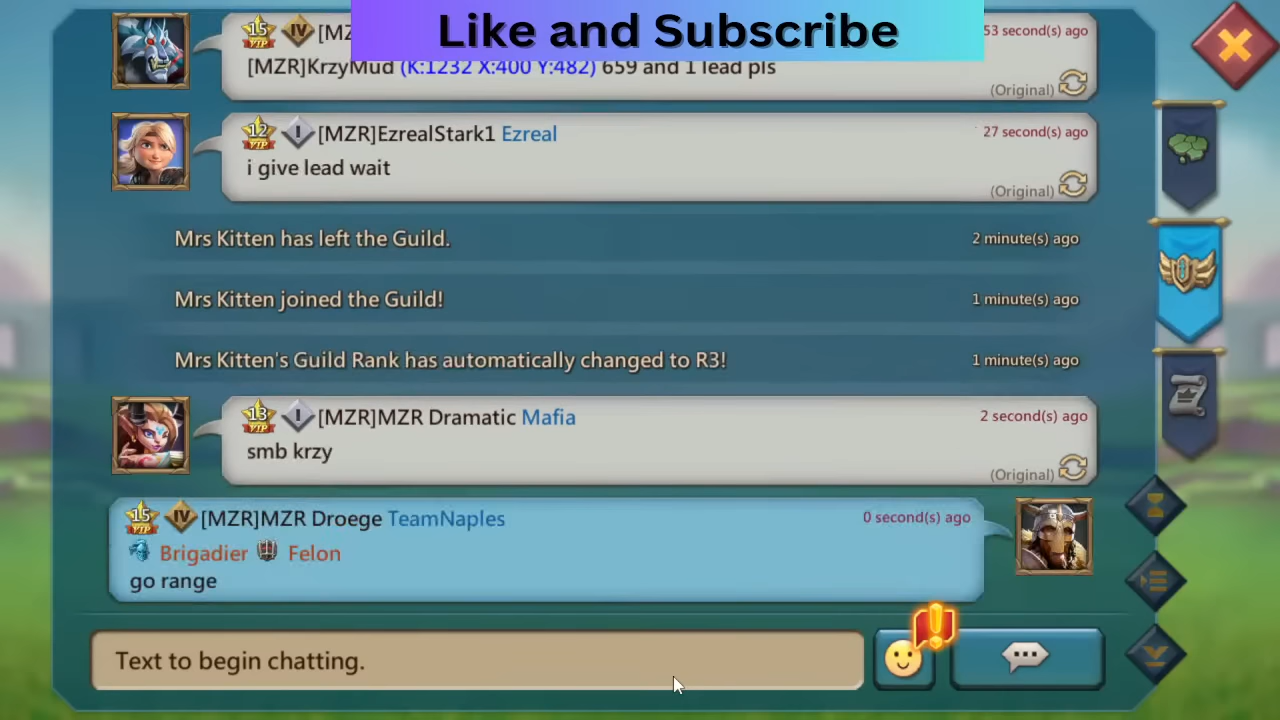 Like and Subscribe
15 VIP IV [MZ
53 second(s) ago
[MZR]KrzyMud (K:1232 X:400 Y:482) 659 and 1 lead pls
(Original)
12 VIP I [MZR]EzrealStark1 Ezreal
27 second(s) ago
i give lead wait
(Original)
Mrs Kitten has left the Guild. 2 minute(s) ago
Mrs Kitten joined the Guild! 1 minute(s) ago
Mrs Kitten's Guild Rank has automatically changed to R3! 1 minute(s) ago
13 VIP I [MZR]MZR Dramatic Mafia
2 second(s) ago
smb krzy
(Original)
15 VIP IV [MZR]MZR Droege TeamNaples
0 second(s) ago
Brigadier Felon
go range
Text to begin chatting.